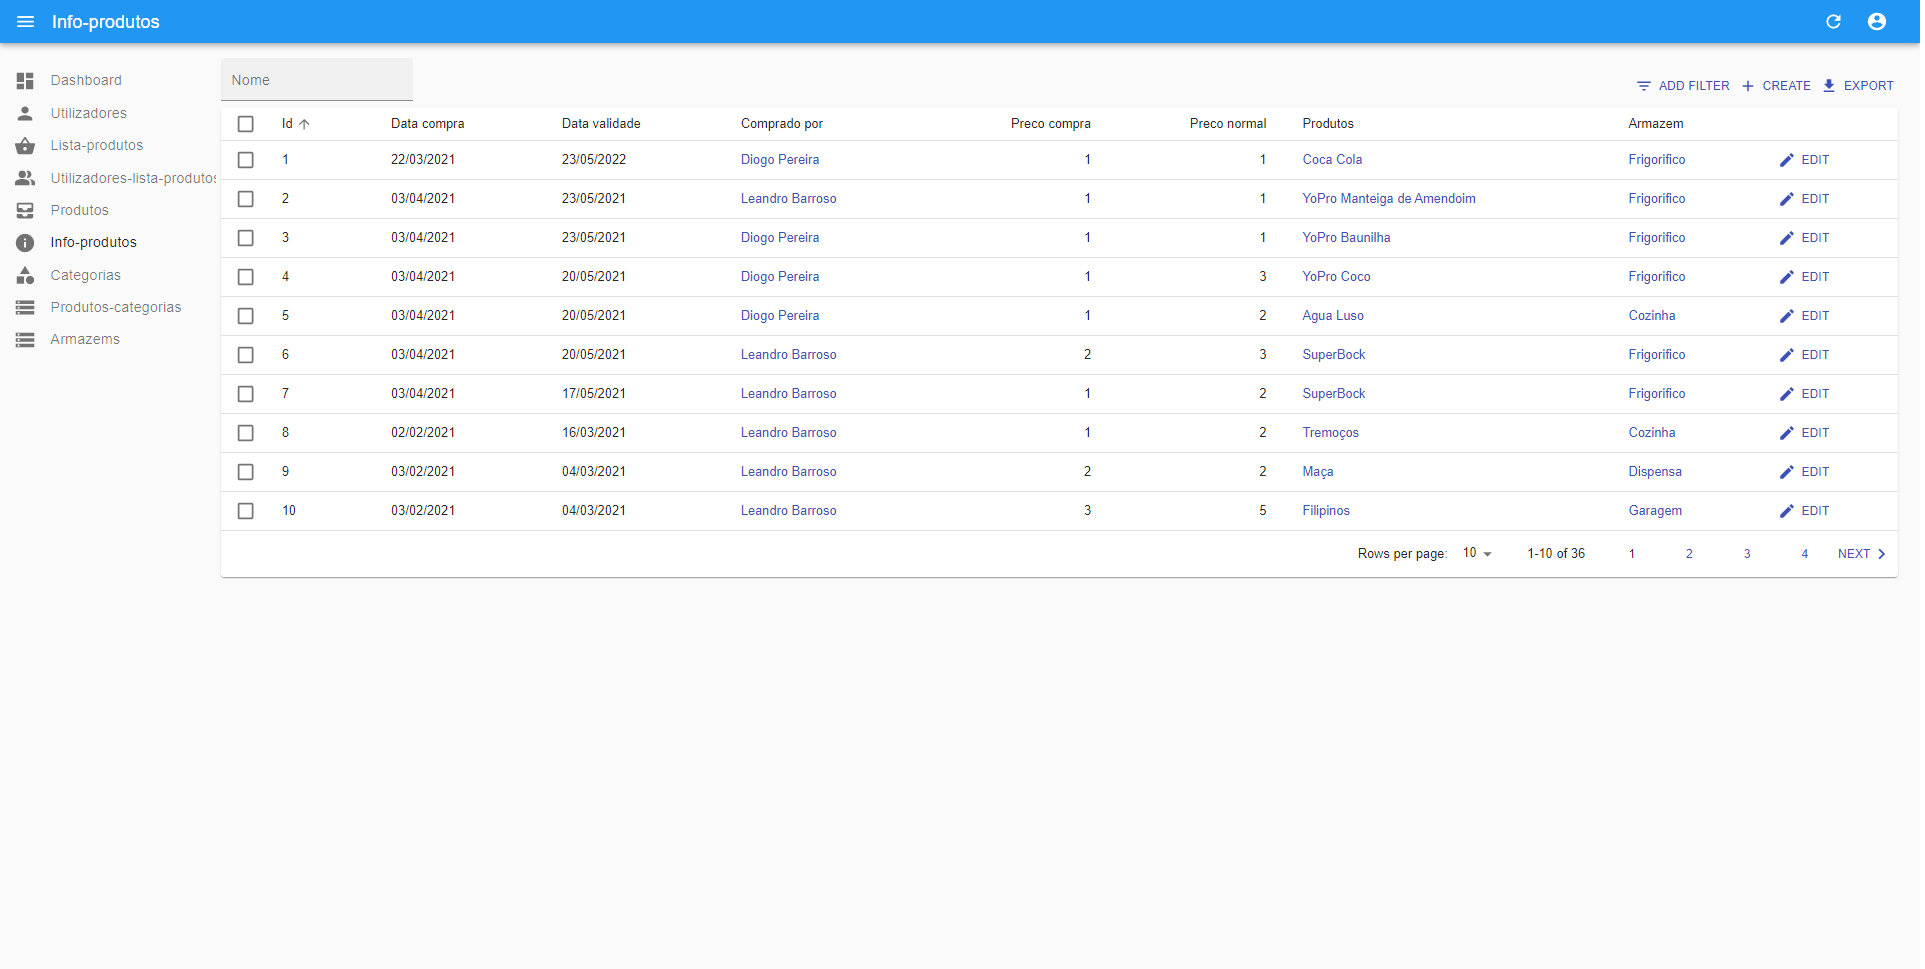 Info-produtos
Dashboard
Utilizadores
Lista-produtos
Utilizadores-lista-produtos
Produtos
Info-produtos
Categorias
Produtos-categorias
Armazems
Nome
ADD FILTER CREATE EXPORT
Id Data compra Data validade Comprado por Preco compra Preco normal Produtos Armazem
1 22/03/2021 23/05/2022 Diogo Pereira 1 1 Coca Cola Frigorifico EDIT
2 03/04/2021 23/05/2021 Leandro Barroso 1 1 YoPro Manteiga de Amendoim Frigorifico EDIT
3 03/04/2021 23/05/2021 Diogo Pereira 1 1 YoPro Baunilha Frigorifico EDIT
4 03/04/2021 20/05/2021 Diogo Pereira 1 3 YoPro Coco Frigorifico EDIT
5 03/04/2021 20/05/2021 Diogo Pereira 1 2 Agua Luso Cozinha EDIT
6 03/04/2021 20/05/2021 Leandro Barroso 2 3 SuperBock Frigorifico EDIT
7 03/04/2021 17/05/2021 Leandro Barroso 1 2 SuperBock Frigorifico EDIT
8 02/02/2021 16/03/2021 Leandro Barroso 1 2 Tremoços Cozinha EDIT
9 03/02/2021 04/03/2021 Leandro Barroso 2 2 Maça Dispensa EDIT
10 03/02/2021 04/03/2021 Leandro Barroso 3 5 Filipinos Garagem EDIT
Rows per page: 10 1-10 of 36 1 2 3 4 NEXT